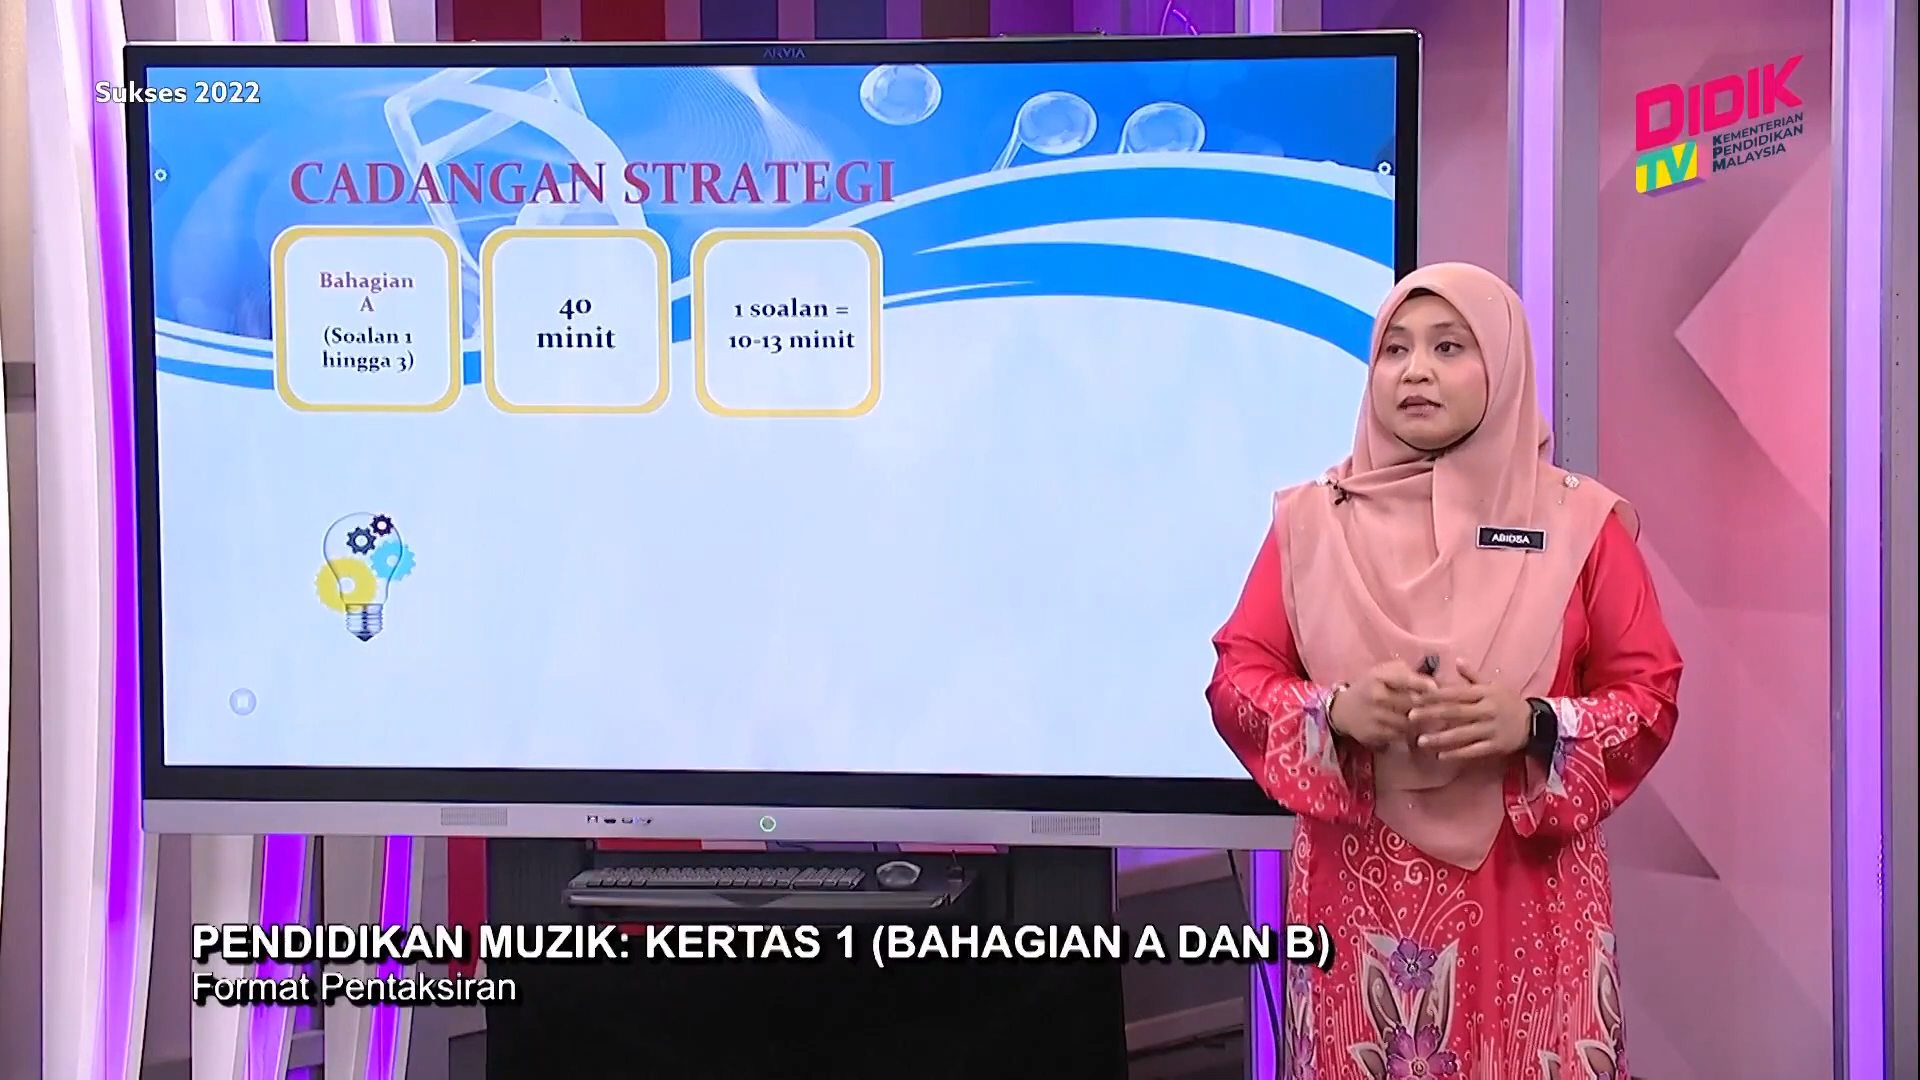 ARVIA
Sukses 2022
DIDIK
TV
KEMENTERIAN
PENDIDIKAN
MALAYSIA
CADANGAN STRATEGI
Bahagian
A
(Soalan 1
hingga 3)
40
minit
1 soalan =
10-13 minit
ABIDSA
PENDIDIKAN MUZIK: KERTAS 1 (BAHAGIAN A DAN B)
Format Pentaksiran